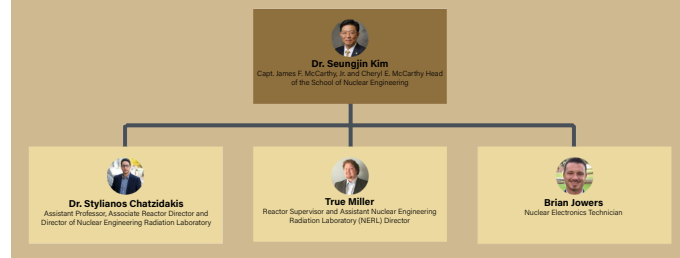 Dr. Seungjin Kim
Capt. James F. McCarthy, Jr. and Cheryl E. McCarthy Head
of the School of Nuclear Engineering
Dr. Stylianos Chatzidakis
Assistant Professor, Associate Reactor Director and
Director of Nuclear Engineering Radiation Laboratory
True Miller
Reactor Supervisor and Assistant Nuclear Engineering
Radiation Laboratory (NERL) Director
Brian Jowers
Nuclear Electronics Technician